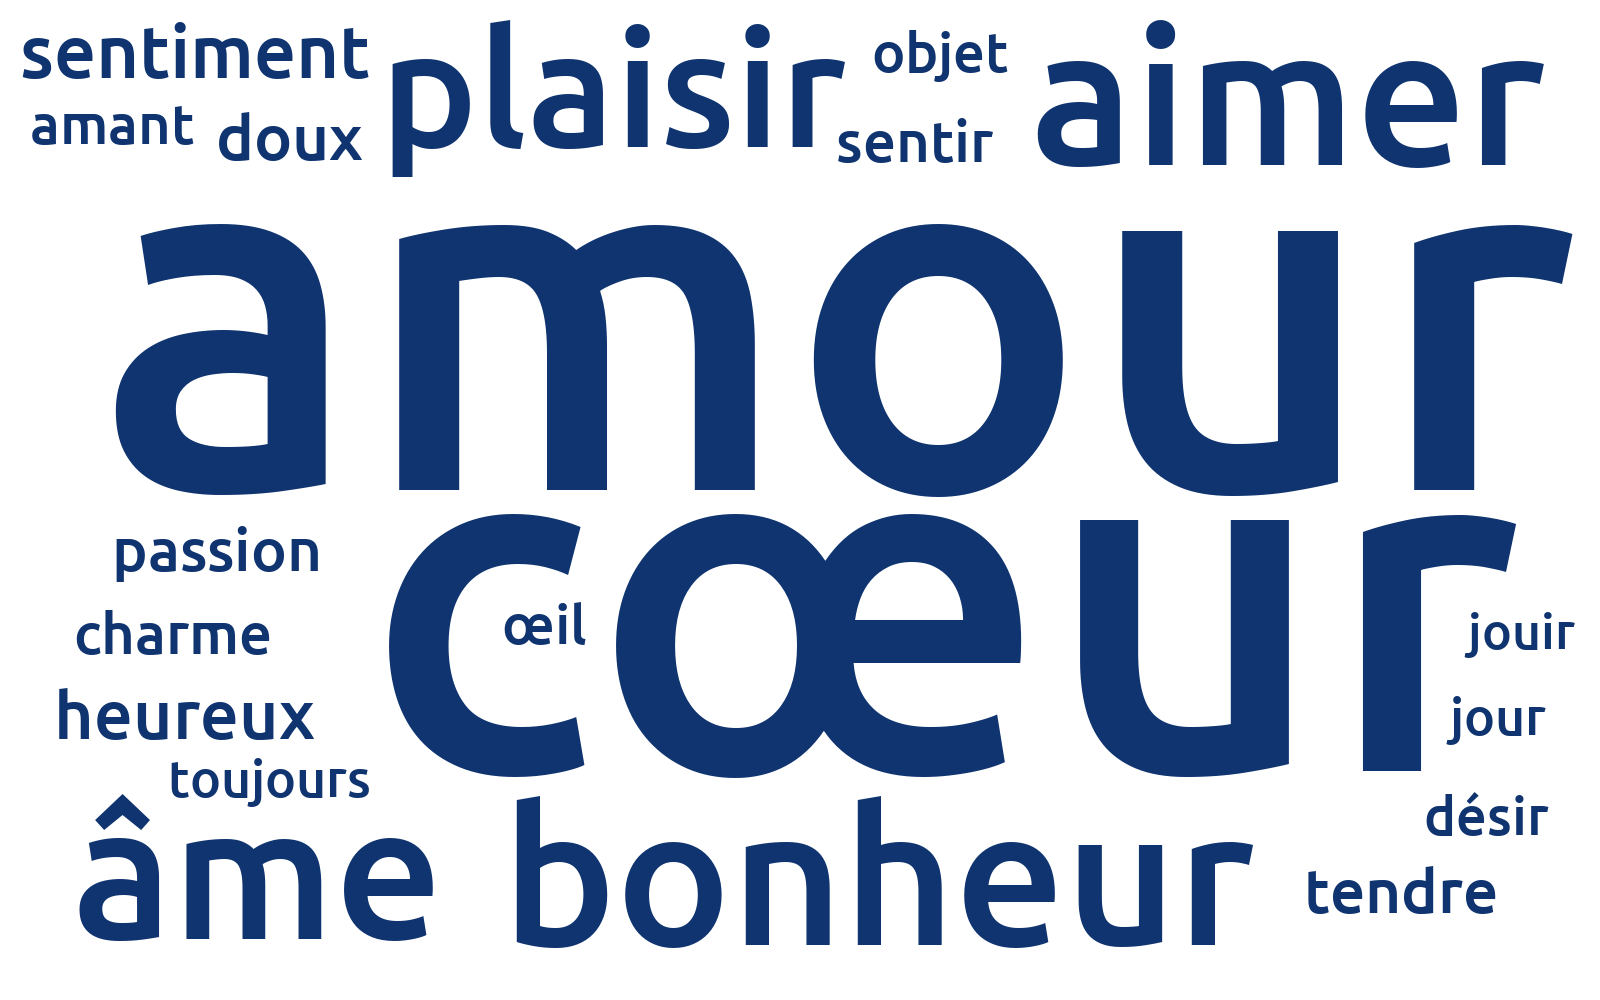 sentiment
plaisir
objet
aimer
amant
doux
sentir
amour
passion
cœur
œil
charme
jouir
heureux
jour
toujours
désir
âme
bonheur
tendre